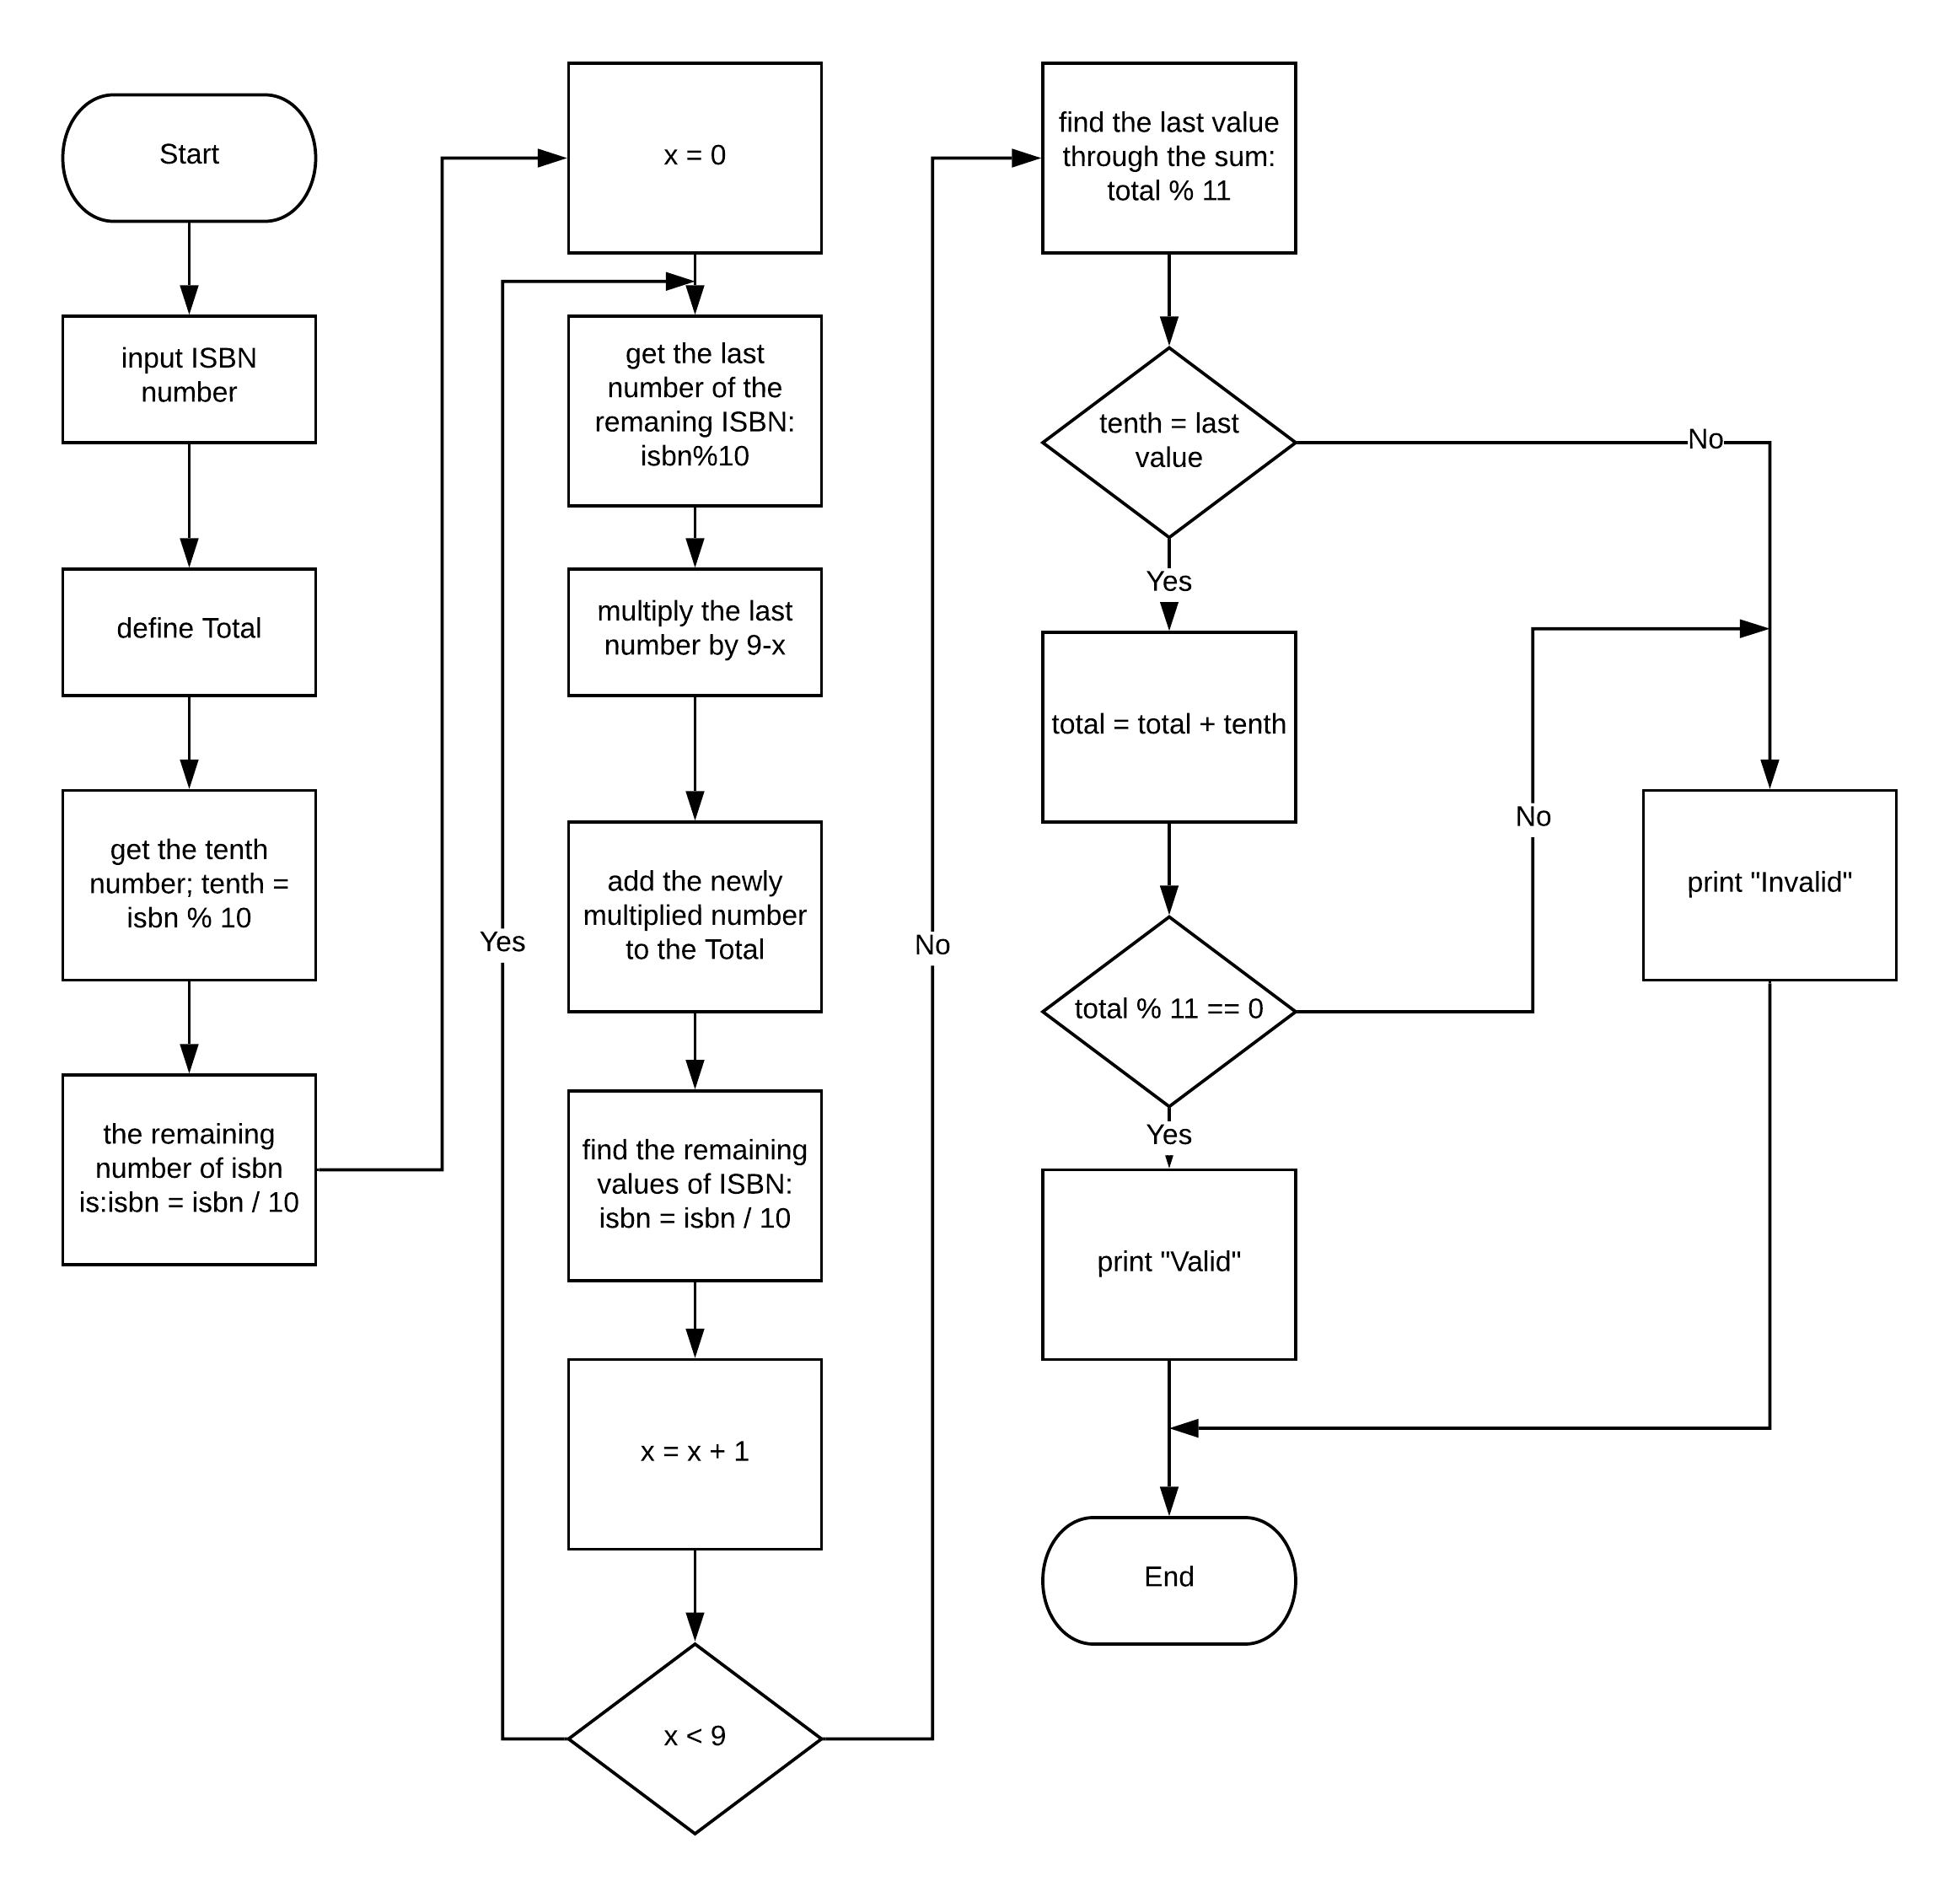 Start
input ISBN
number
define Total
get the tenth
number; tenth =
isbn % 10
the remaining
number of isbn
is:isbn = isbn / 10
x = 0
get the last
number of the
remaning ISBN:
isbn%10
multiply the last
number by 9-x
add the newly
multiplied number
to the Total
find the remaining
values of ISBN:
isbn = isbn / 10
x = x + 1
x < 9
Yes
No
find the last value
through the sum:
total % 11
tenth = last
value
No
Yes
total = total + tenth
total % 11 == 0
No
Yes
print "Valid"
print "Invalid"
End